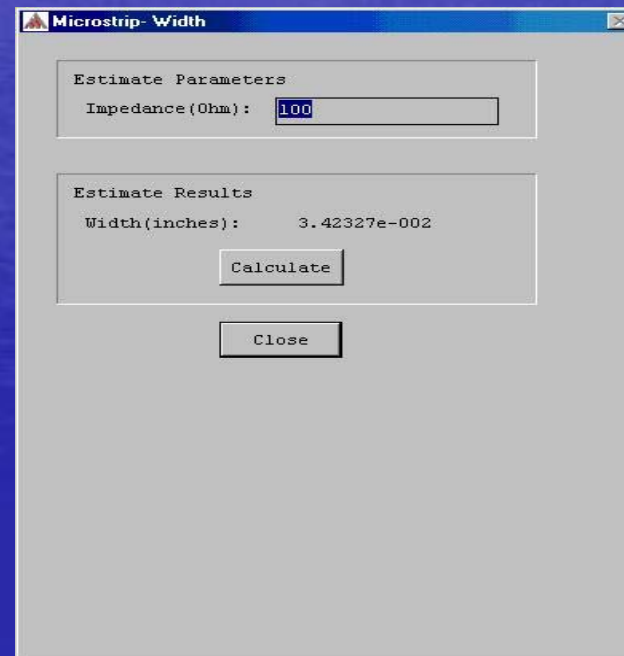 Microstrip- Width
Estimate Parameters
Impedance(Ohm): 100
Estimate Results
Width(inches): 3.42327e-002
Calculate
Close